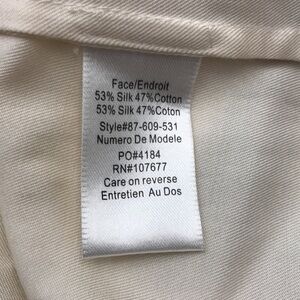 Face/Endroit
53% Silk 47%Cotton
53% Silk 47%Coton
Style#87-609-531
Numero De Modele
PO#4184
RN#107677
Care on reverse
Entretien Au Dos